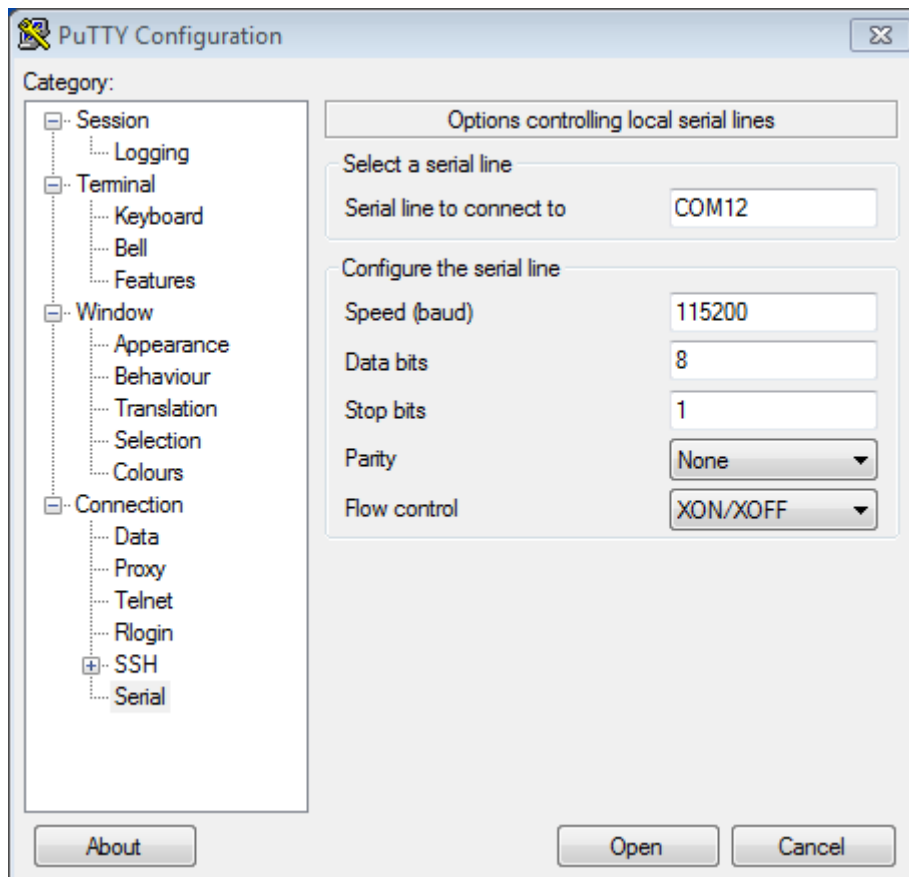 PuTTY Configuration
Category:
Session
Logging
Terminal
Keyboard
Bell
Features
Window
Appearance
Behaviour
Translation
Selection
Colours
Connection
Data
Proxy
Telnet
Rlogin
SSH
Serial
Options controlling local serial lines
Select a serial line
Serial line to connect to COM12
Configure the serial line
Speed (baud) 115200
Data bits 8
Stop bits 1
Parity None
Flow control XON/XOFF
About Open Cancel